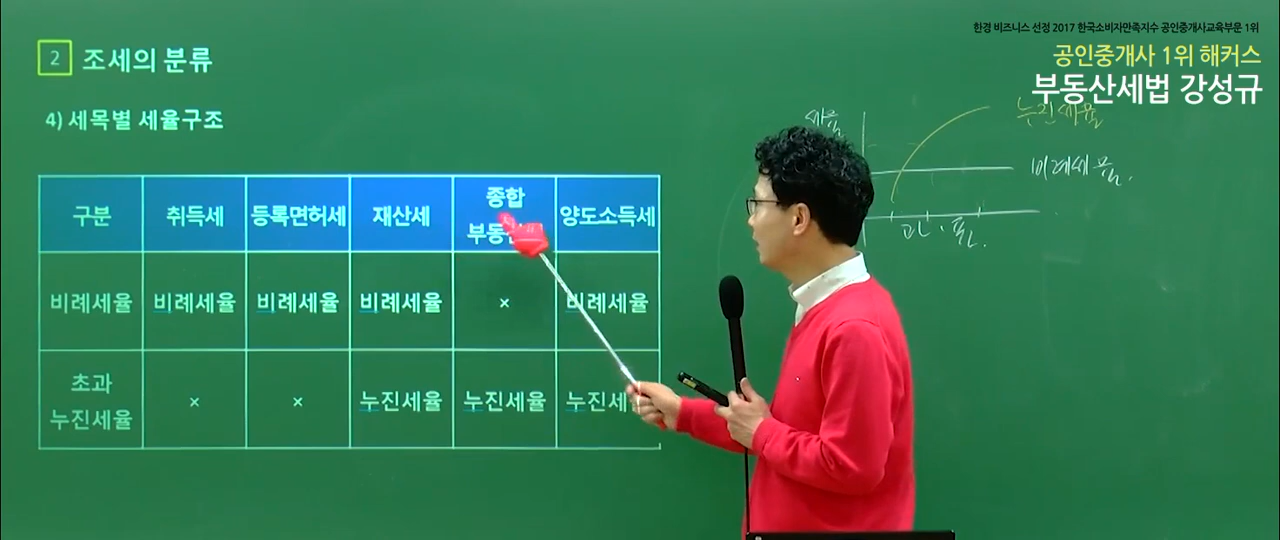 한경 비즈니스 선정 2017 한국소비자만족지수 공인중개사교육부문 1위
공인중개사 1위 해커스
부동산세법 강성규
2 조세의 분류
4) 세목별 세율구조
세율
누진세율
비례세율.
구분 취득세 등록면허세 재산세 종합 양도소득세
비례세율 비례세율 비례세율 비례세율 × 비례세율
초과
누진세율 × × 누진세율 누진세율 누진세